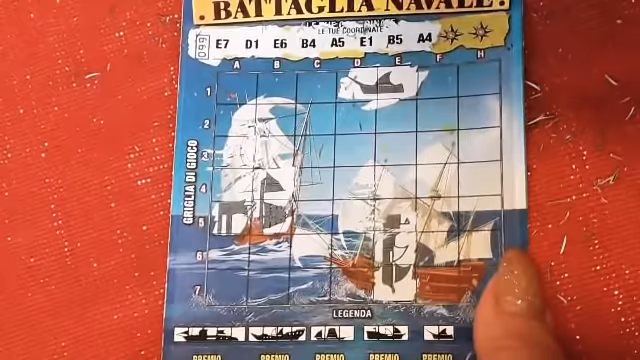 BATTAGLIA NAVALE
LE TUE COORDINATE
099 E7 D1 E6 B4 A5 E1 B5 A4
A B C D E F G H
1
2
3
4
5
6
7
GRIGLIA DI GIOCO
LEGENDA
PREMIO PREMIO PREMIO PREMIO PREMIO